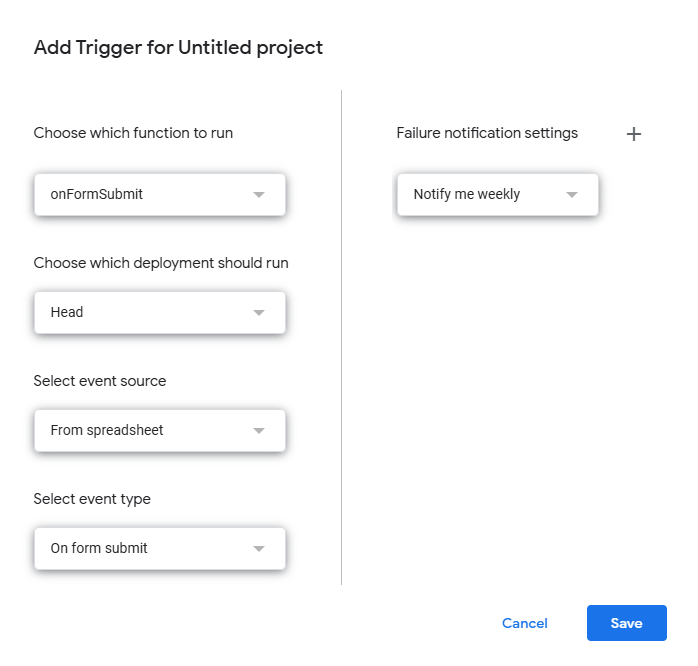 Add Trigger for Untitled project
Choose which function to run
onFormSubmit
Choose which deployment should run
Head
Select event source
From spreadsheet
Select event type
On form submit
Failure notification settings
Notify me weekly
Cancel
Save